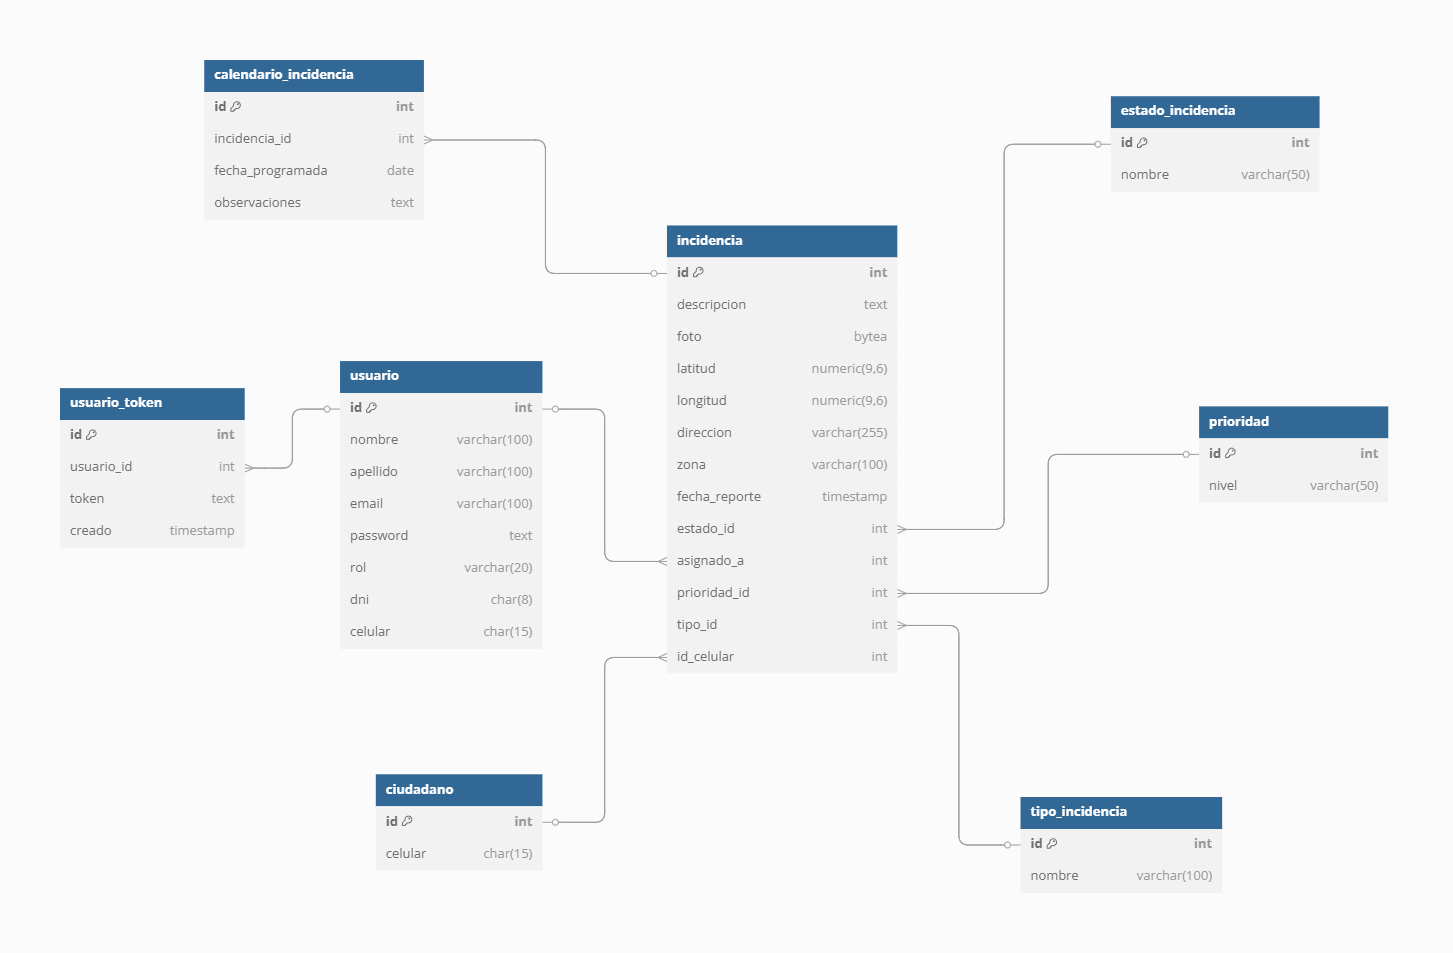 calendario_incidencia
id int
incidencia_id int
fecha_programada date
observaciones text
estado_incidencia
id int
nombre varchar(50)
incidencia
id int
descripcion text
foto bytea
latitud numeric(9,6)
longitud numeric(9,6)
direccion varchar(255)
zona varchar(100)
fecha_reporte timestamp
estado_id int
asignado_a int
prioridad_id int
tipo_id int
id_celular int
usuario
id int
nombre varchar(100)
apellido varchar(100)
email varchar(100)
password text
rol varchar(20)
dni char(8)
celular char(15)
usuario_token
id int
usuario_id int
token text
creado timestamp
prioridad
id int
nivel varchar(50)
ciudadano
id int
celular char(15)
tipo_incidencia
id int
nombre varchar(100)